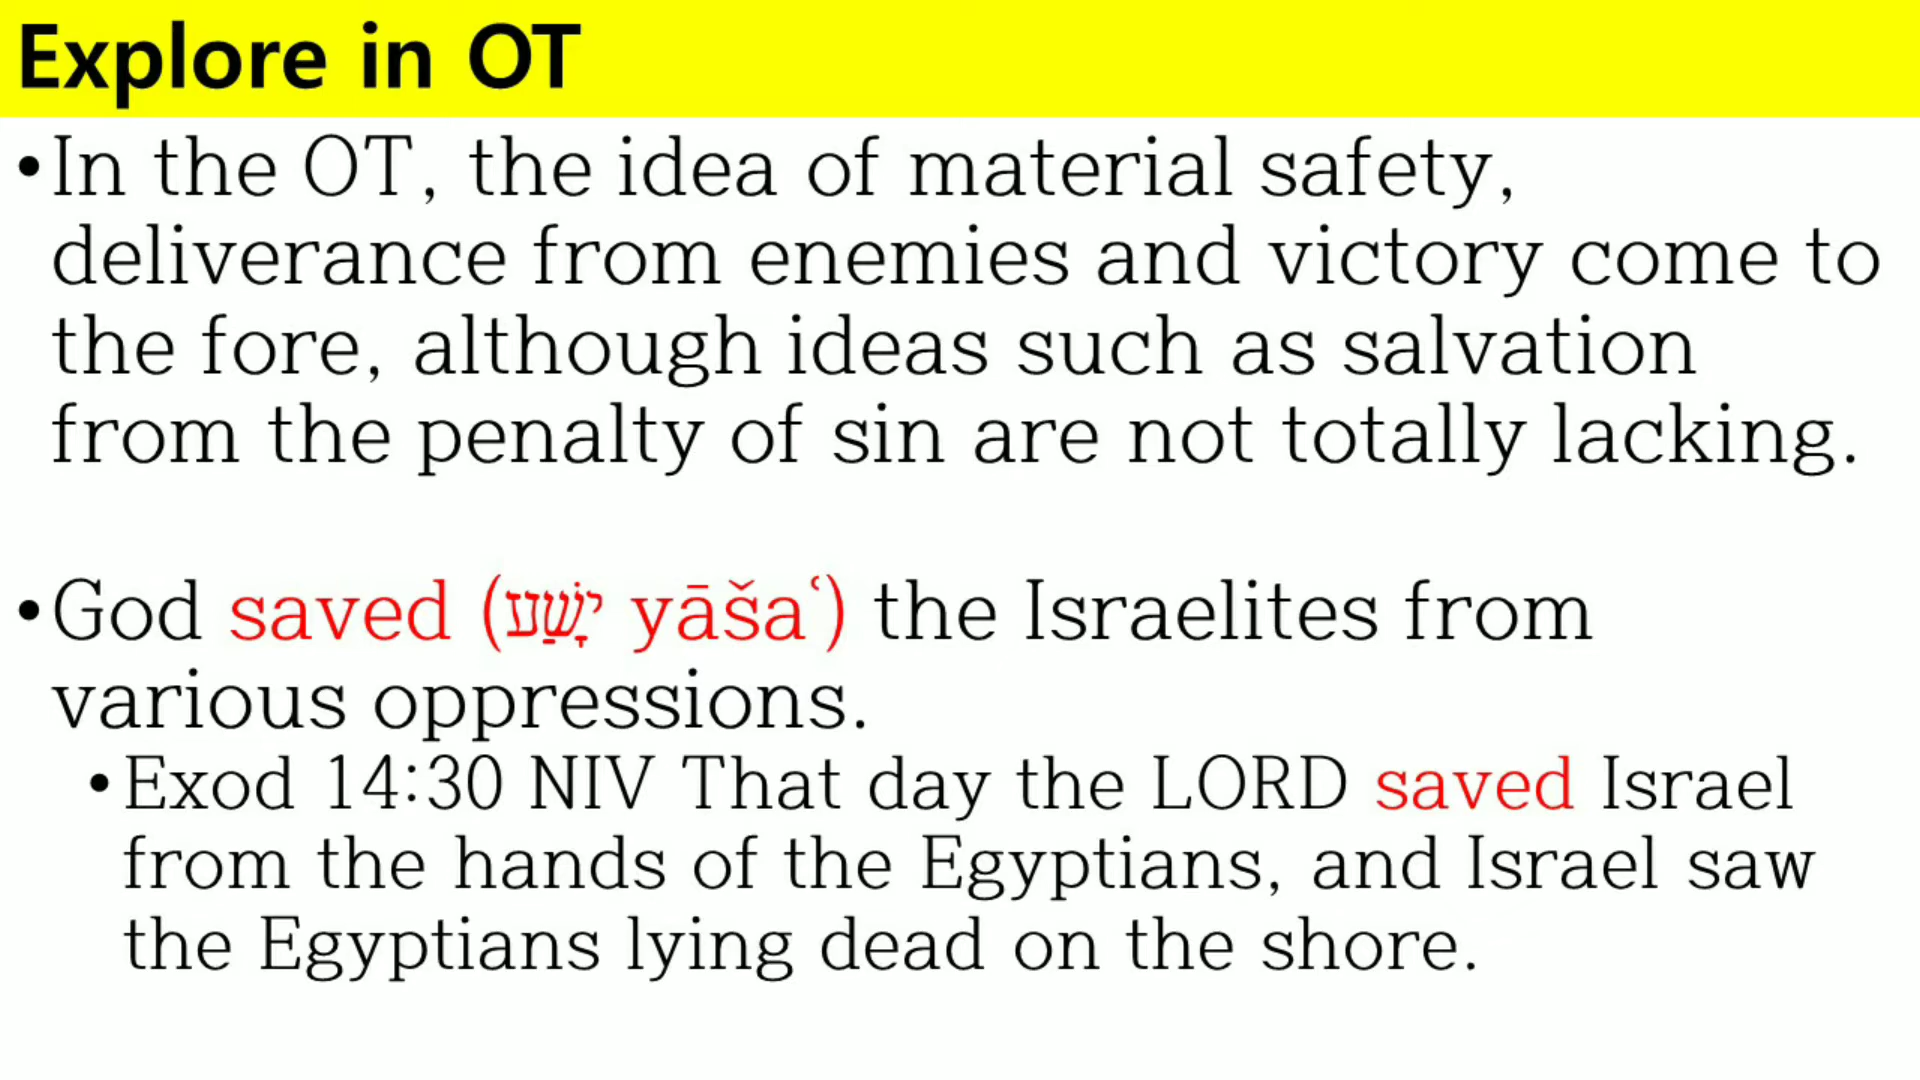 Explore in OT
•In the OT, the idea of material safety,
deliverance from enemies and victory come to
the fore, although ideas such as salvation
from the penalty of sin are not totally lacking.
•God saved (יָשַׁע yāšaʿ) the Israelites from
various oppressions.
•Exod 14:30 NIV That day the LORD saved Israel
from the hands of the Egyptians, and Israel saw
the Egyptians lying dead on the shore.